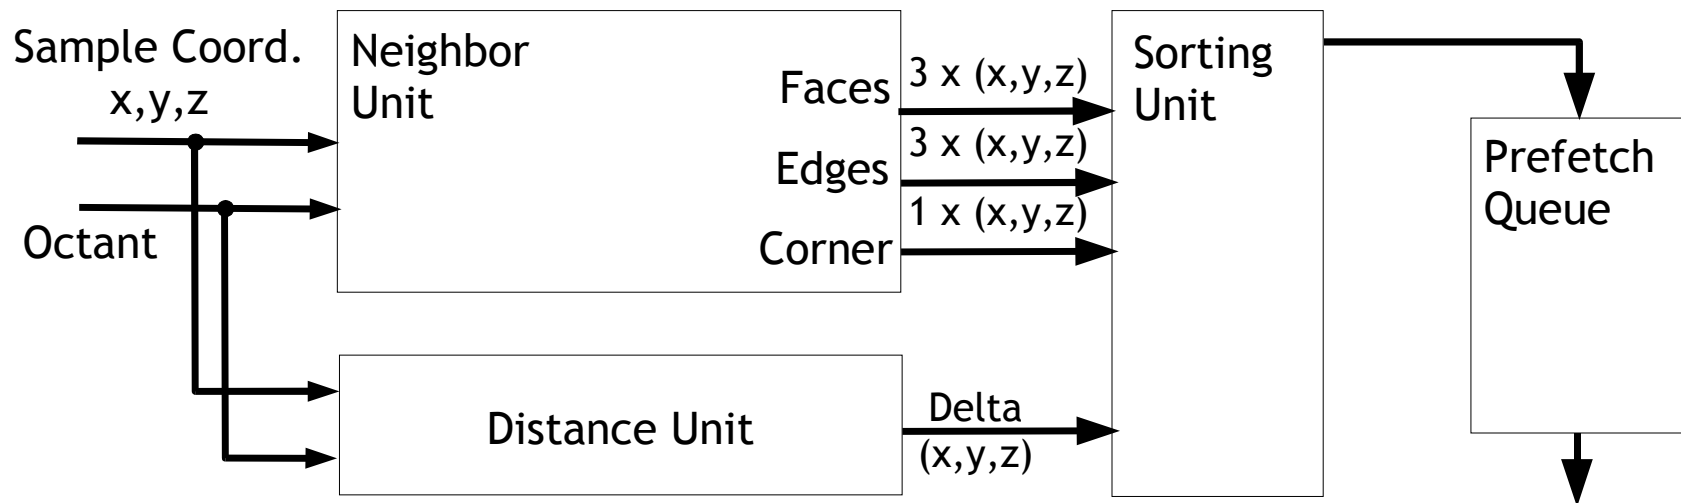 Sample Coord.
x,y,z
Octant
Neighbor
Unit
Faces
Edges
Corner
3 x (x,y,z)
3 x (x,y,z)
1 x (x,y,z)
Distance Unit
Delta
(x,y,z)
Sorting
Unit
Prefetch
Queue